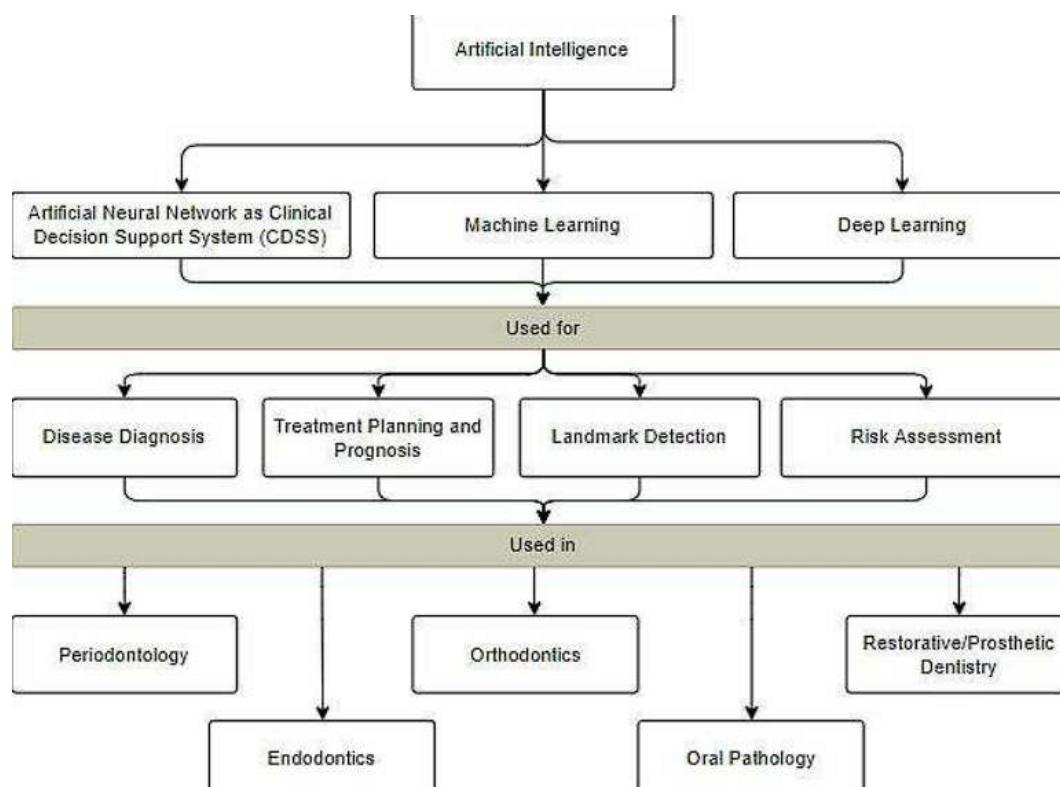 Artificial Intelligence
Artificial Neural Network as Clinical
Decision Support System (CDSS)
Machine Learning
Deep Learning
Used for
Disease Diagnosis
Treatment Planning and
Prognosis
Landmark Detection
Risk Assessment
Used in
Periodontology
Orthodontics
Restorative/Prosthetic
Dentistry
Endodontics
Oral Pathology